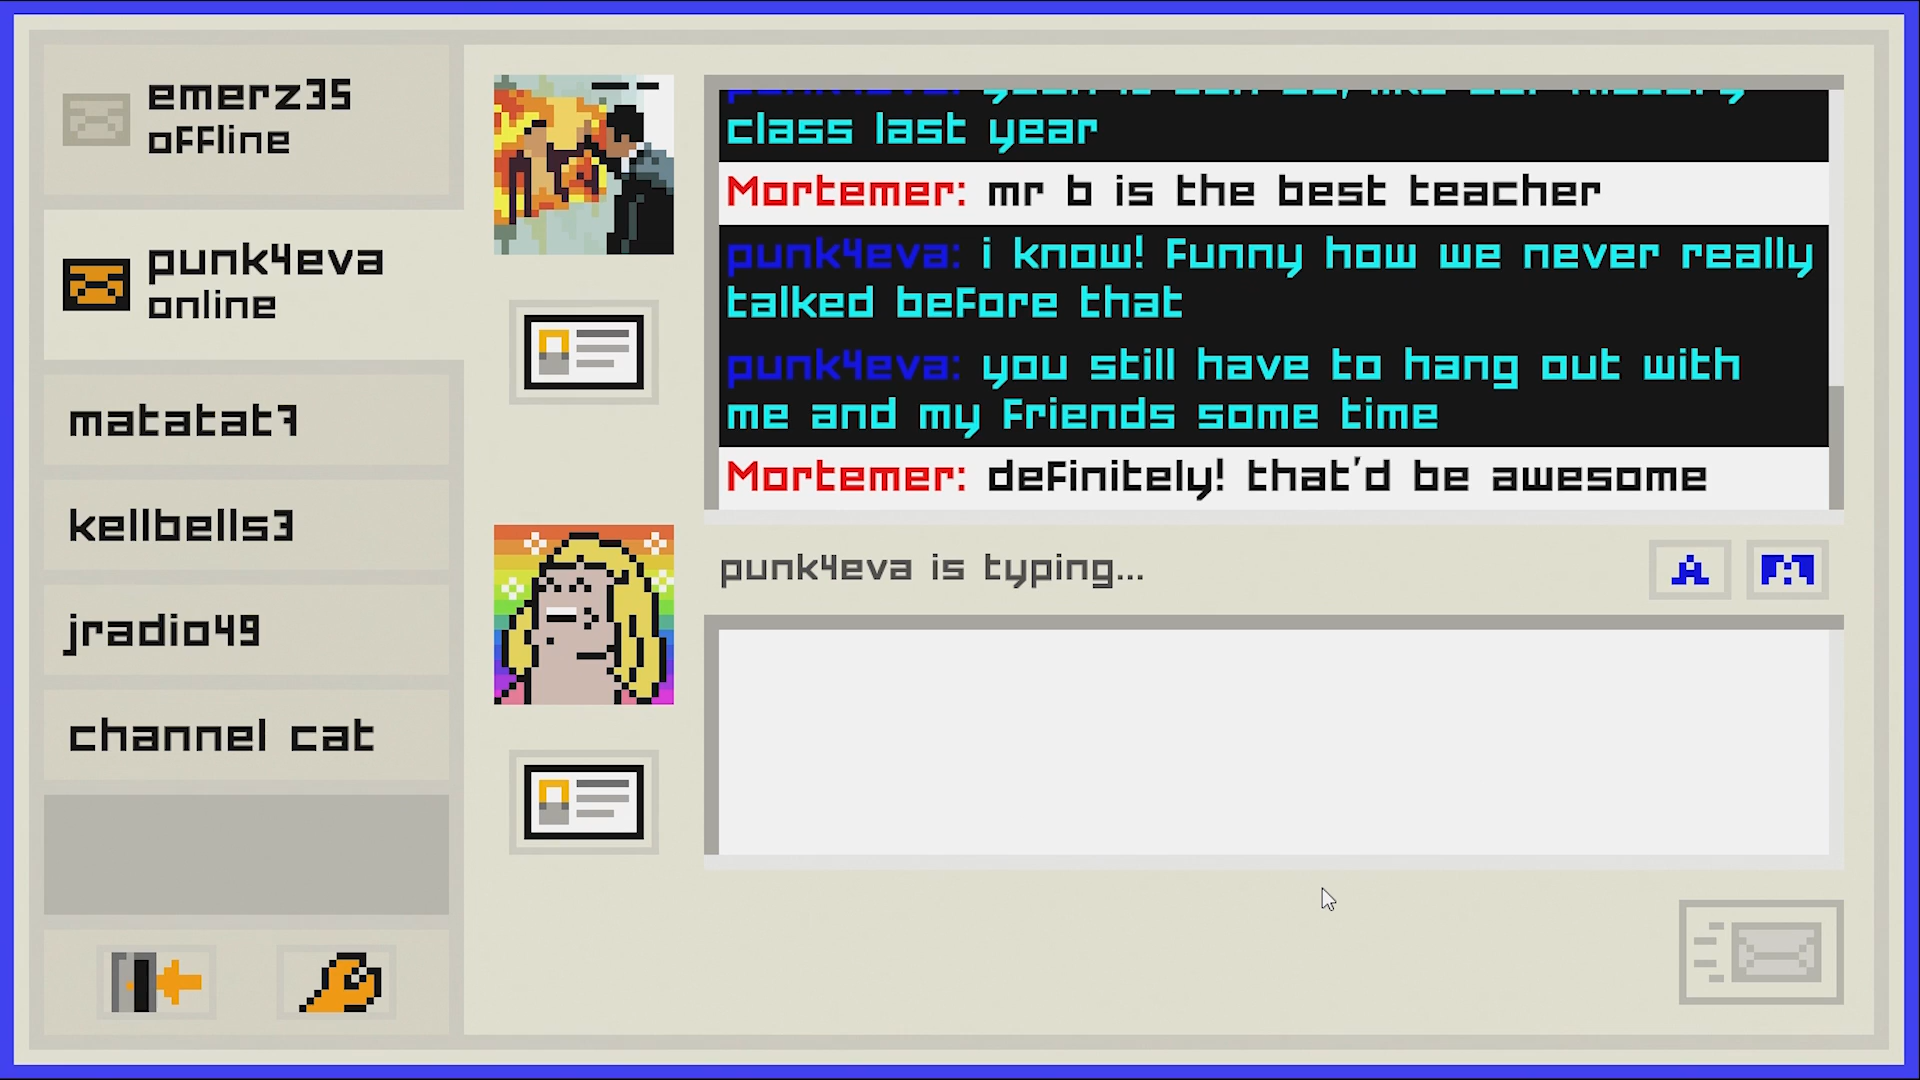 emerz35
offline
punk4eva
online
matatat7
kellbells3
jradio49
channel cat
class last year
Mortemer: mr b is the best teacher
punk4eva: i know! Funny how we never really
talked before that
punk4eva: you still have to hang out with
me and my friends some time
Mortemer: definitely! that'd be awesome
punk4eva is typing...
A